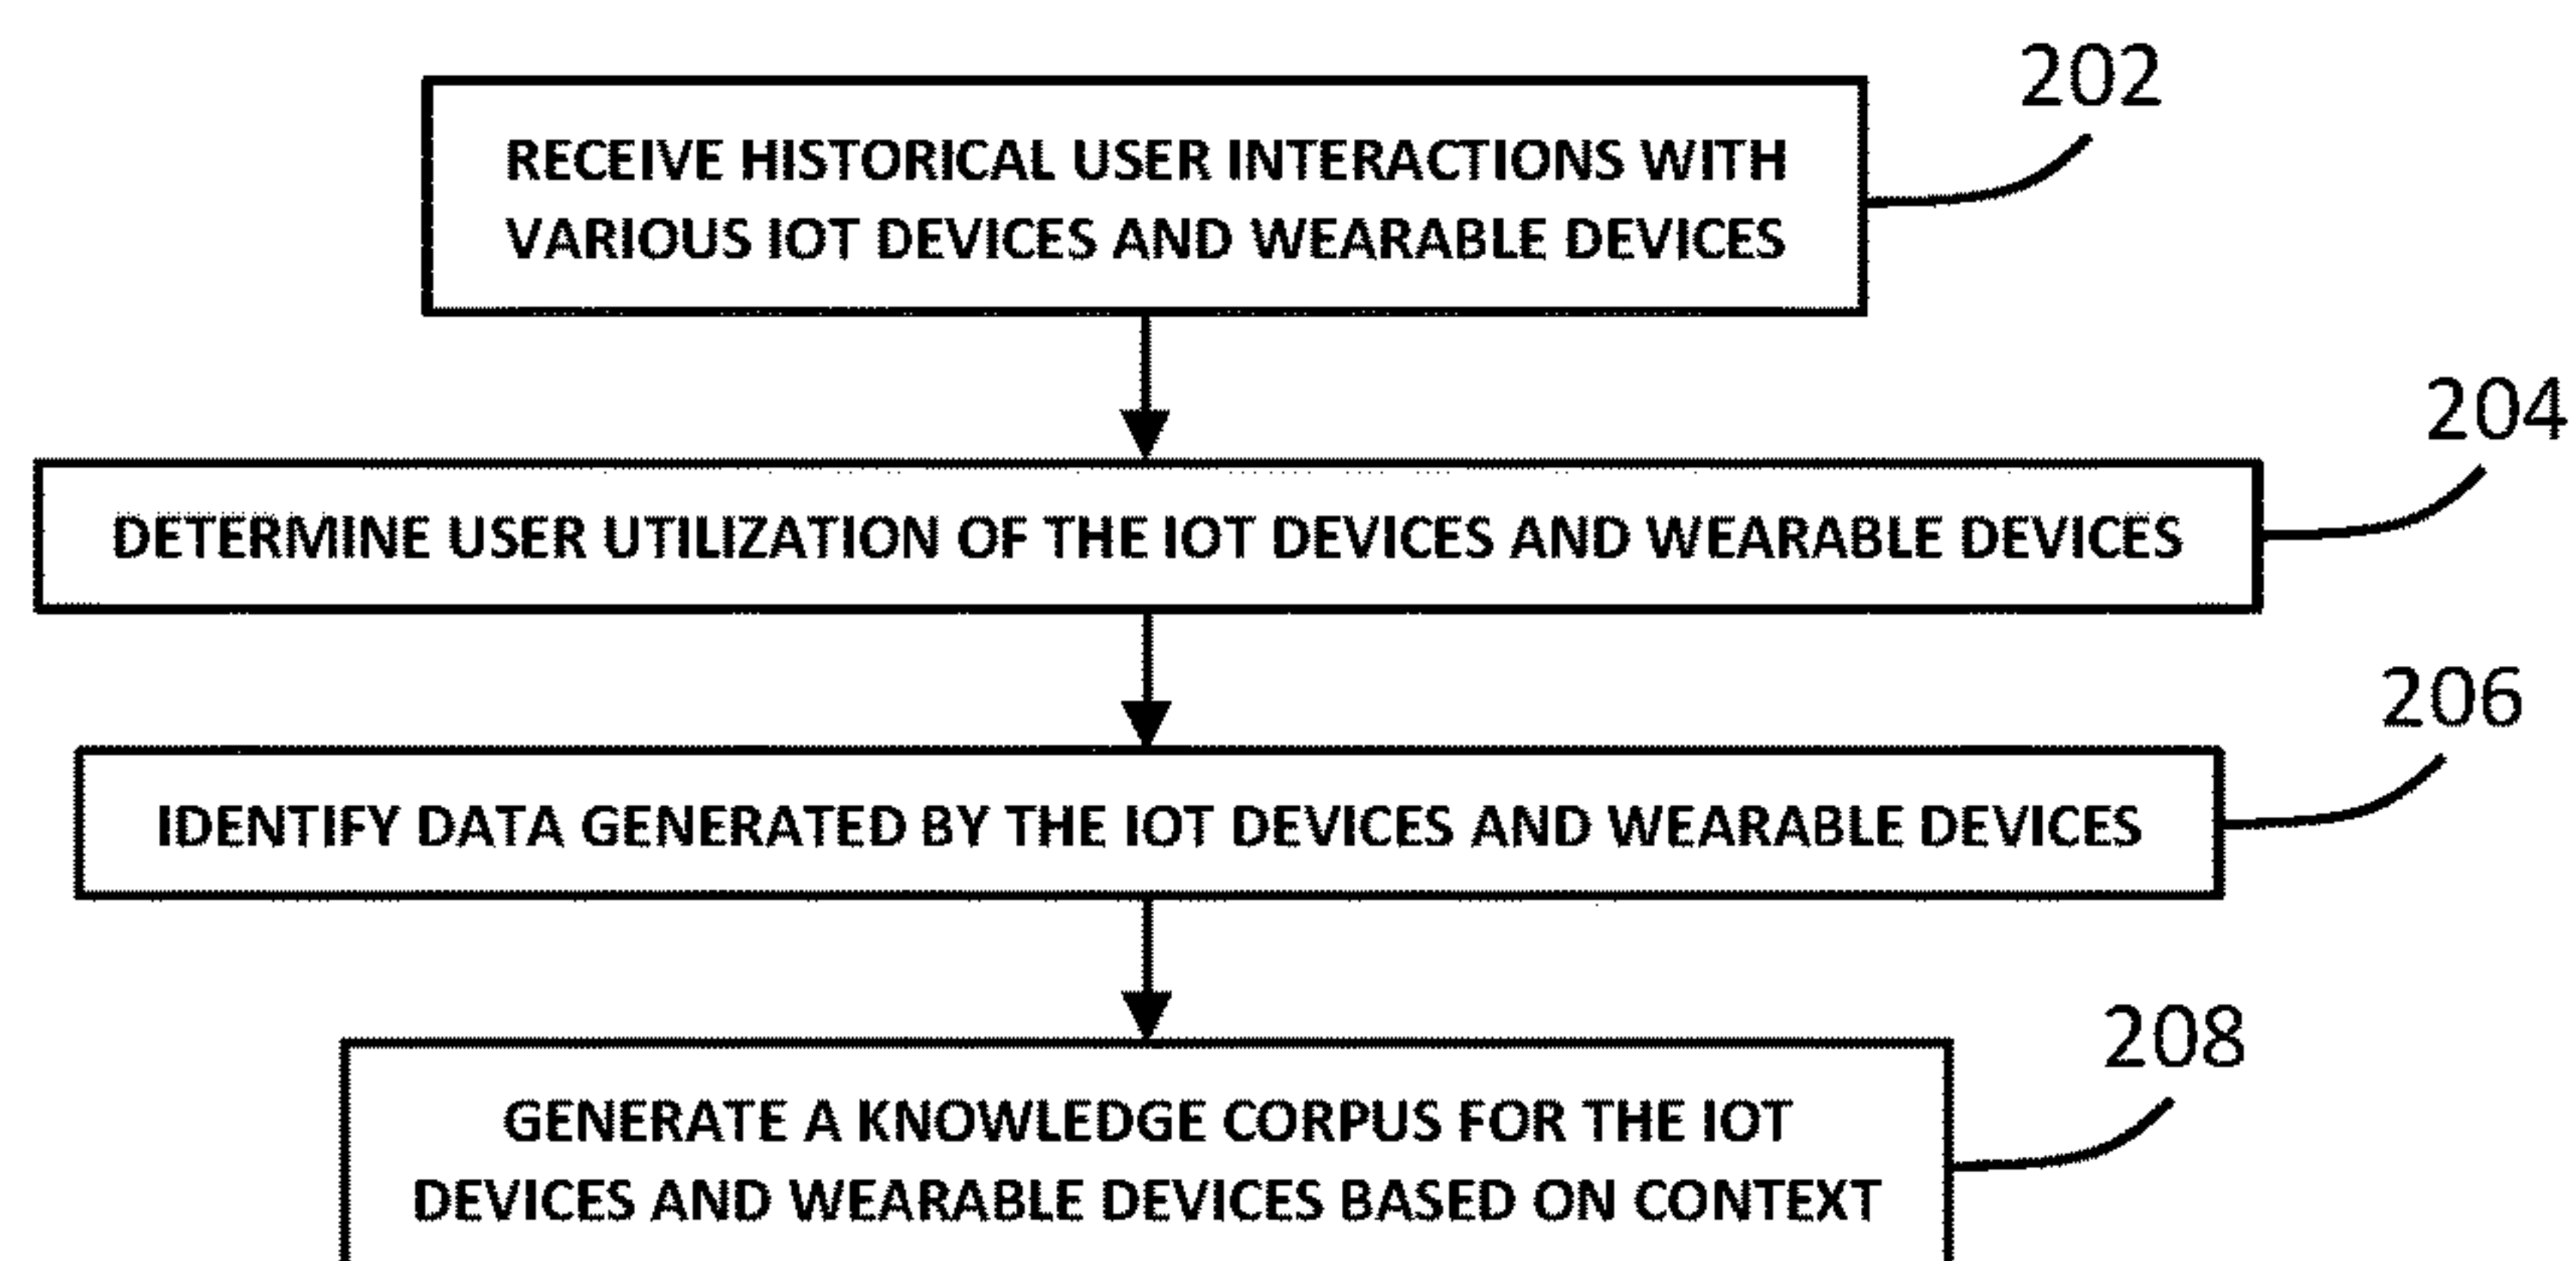 202
RECEIVE HISTORICAL USER INTERACTIONS WITH
VARIOUS IOT DEVICES AND WEARABLE DEVICES
204
DETERMINE USER UTILIZATION OF THE IOT DEVICES AND WEARABLE DEVICES
206
IDENTIFY DATA GENERATED BY THE IOT DEVICES AND WEARABLE DEVICES
208
GENERATE A KNOWLEDGE CORPUS FOR THE IOT
DEVICES AND WEARABLE DEVICES BASED ON CONTEXT